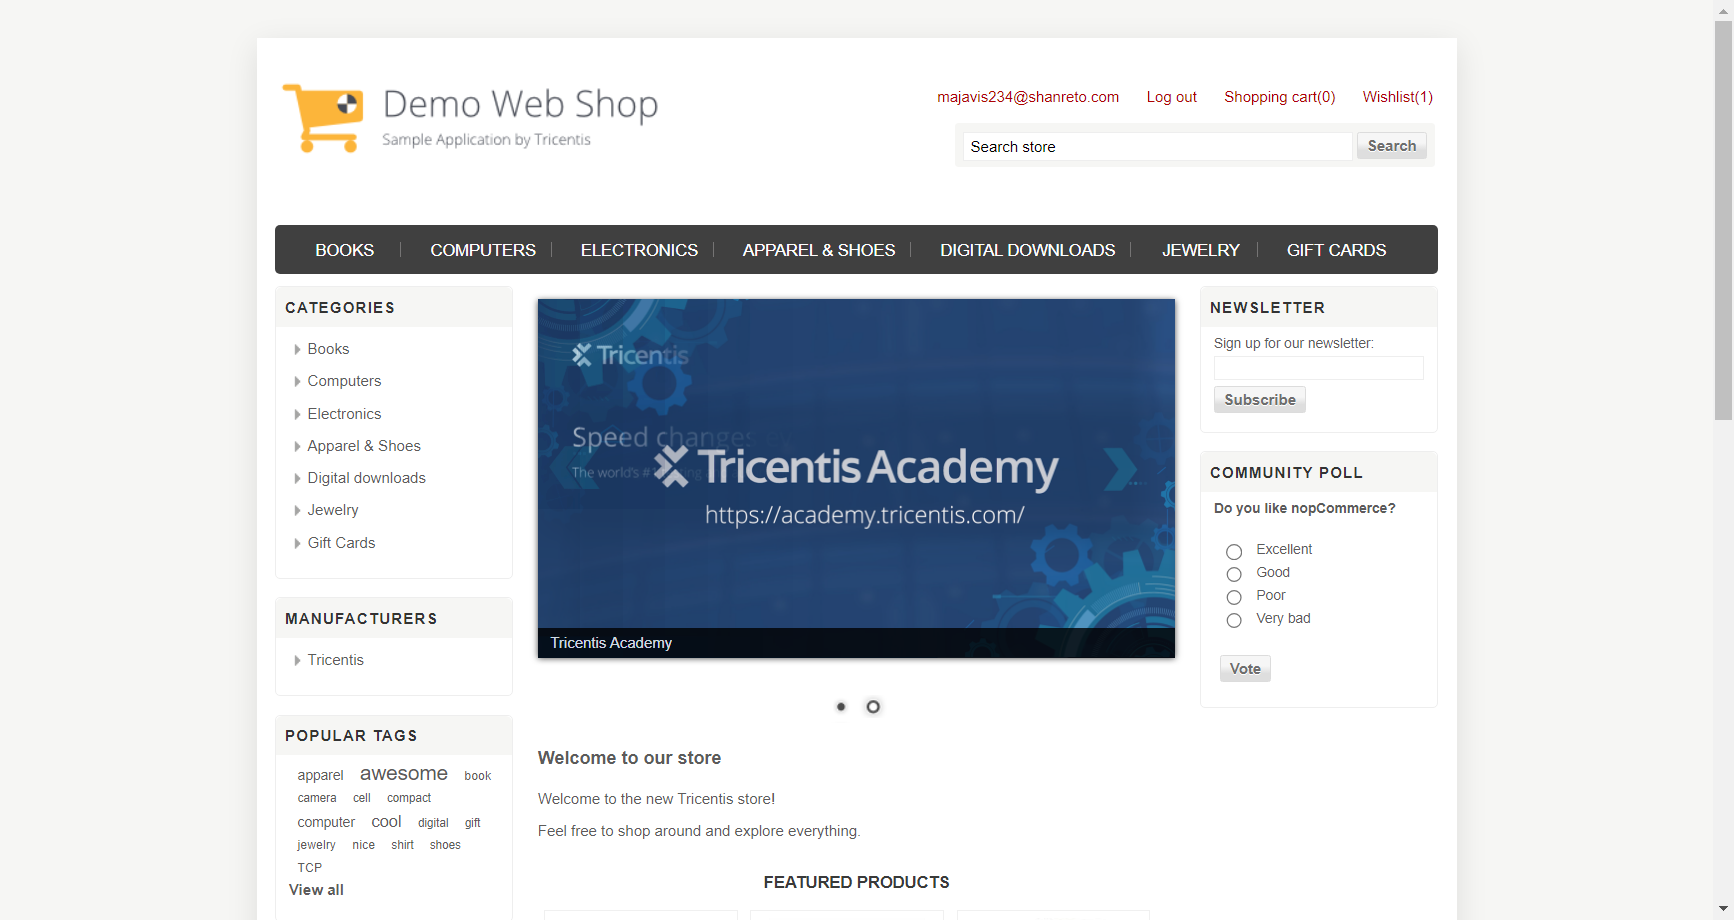 Demo Web Shop
Sample Application by Tricentis
majavis234@shanreto.com Log out Shopping cart(0) Wishlist(1)
Search store Search
BOOKS COMPUTERS ELECTRONICS APPAREL & SHOES DIGITAL DOWNLOADS JEWELRY GIFT CARDS
CATEGORIES
Books
Computers
Electronics
Apparel & Shoes
Digital downloads
Jewelry
Gift Cards
MANUFACTURERS
Tricentis
POPULAR TAGS
apparel awesome book
camera cell compact
computer cool digital gift
jewelry nice shirt shoes
TCP
View all
Tricentis
Speed changes
The world's
Tricentis Academy
https://academy.tricentis.com/
Tricentis Academy
Welcome to our store
Welcome to the new Tricentis store!
Feel free to shop around and explore everything.
FEATURED PRODUCTS
NEWSLETTER
Sign up for our newsletter:
Subscribe
COMMUNITY POLL
Do you like nopCommerce?
Excellent
Good
Poor
Very bad
Vote